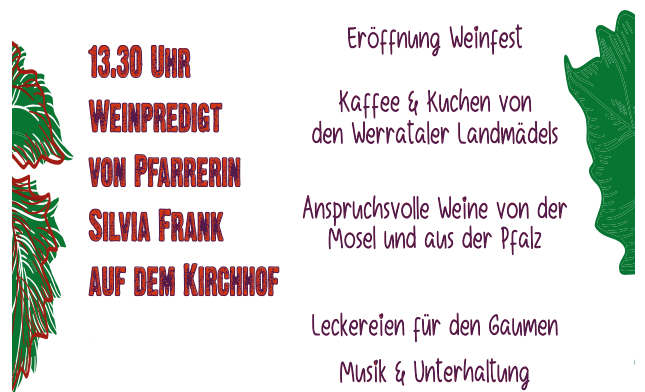 13.30 Uhr
Weinpredigt
von Pfarrerin
Silvia Frank
auf dem Kirchhof
Eröffnung Weinfest
Kaffee & Kuchen von
den Werrataler Landmädels
Anspruchsvolle Weine von der
Mosel und aus der Pfalz
Leckereien für den Gaumen
Musik & Unterhaltung